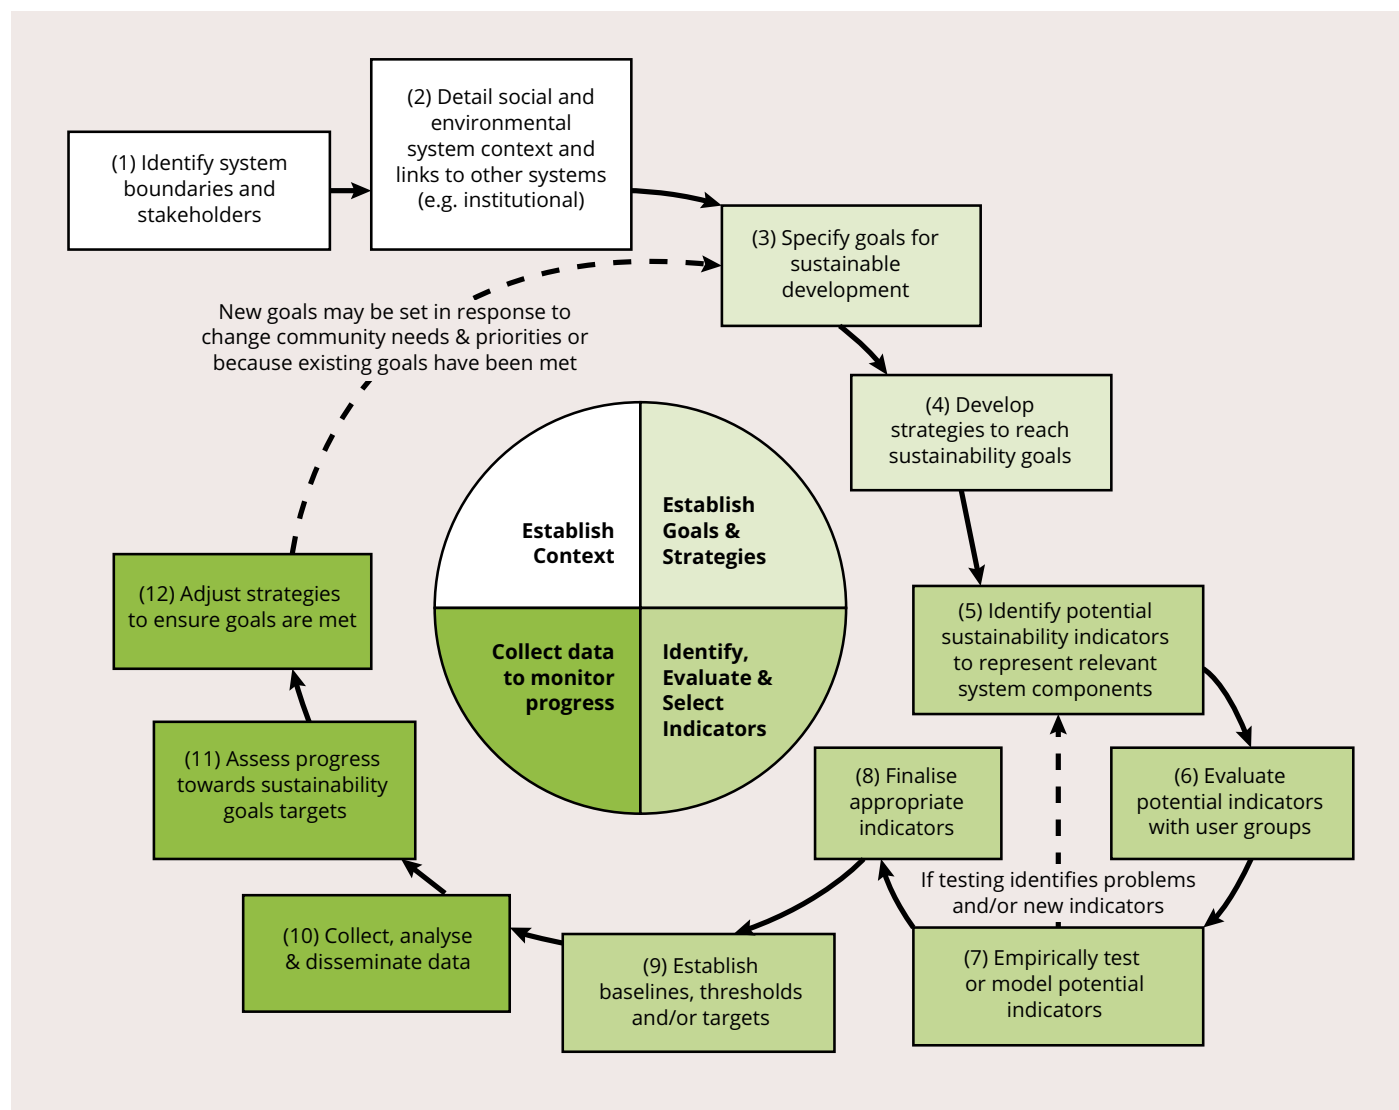 (1) Identify system
boundaries and
stakeholders
(2) Detail social and
environmental
system context and
links to other systems
(e.g. institutional)
(3) Specify goals for
sustainable
development
New goals may be set in response to
change community needs & priorities or
because existing goals have been met
(4) Develop
strategies to reach
sustainability goals
Establish
Context
Establish
Goals &
Strategies
Collect data
to monitor
progress
Identify,
Evaluate &
Select
Indicators
(5) Identify potential
sustainability indicators
to represent relevant
system components
(6) Evaluate
potential indicators
with user groups
If testing identifies problems
and/or new indicators
(7) Empirically test
or model potential
indicators
(8) Finalise
appropriate
indicators
(9) Establish
baselines, thresholds
and/or targets
(10) Collect, analyse
& disseminate data
(11) Assess progress
towards sustainability
goals targets
(12) Adjust strategies
to ensure goals are met